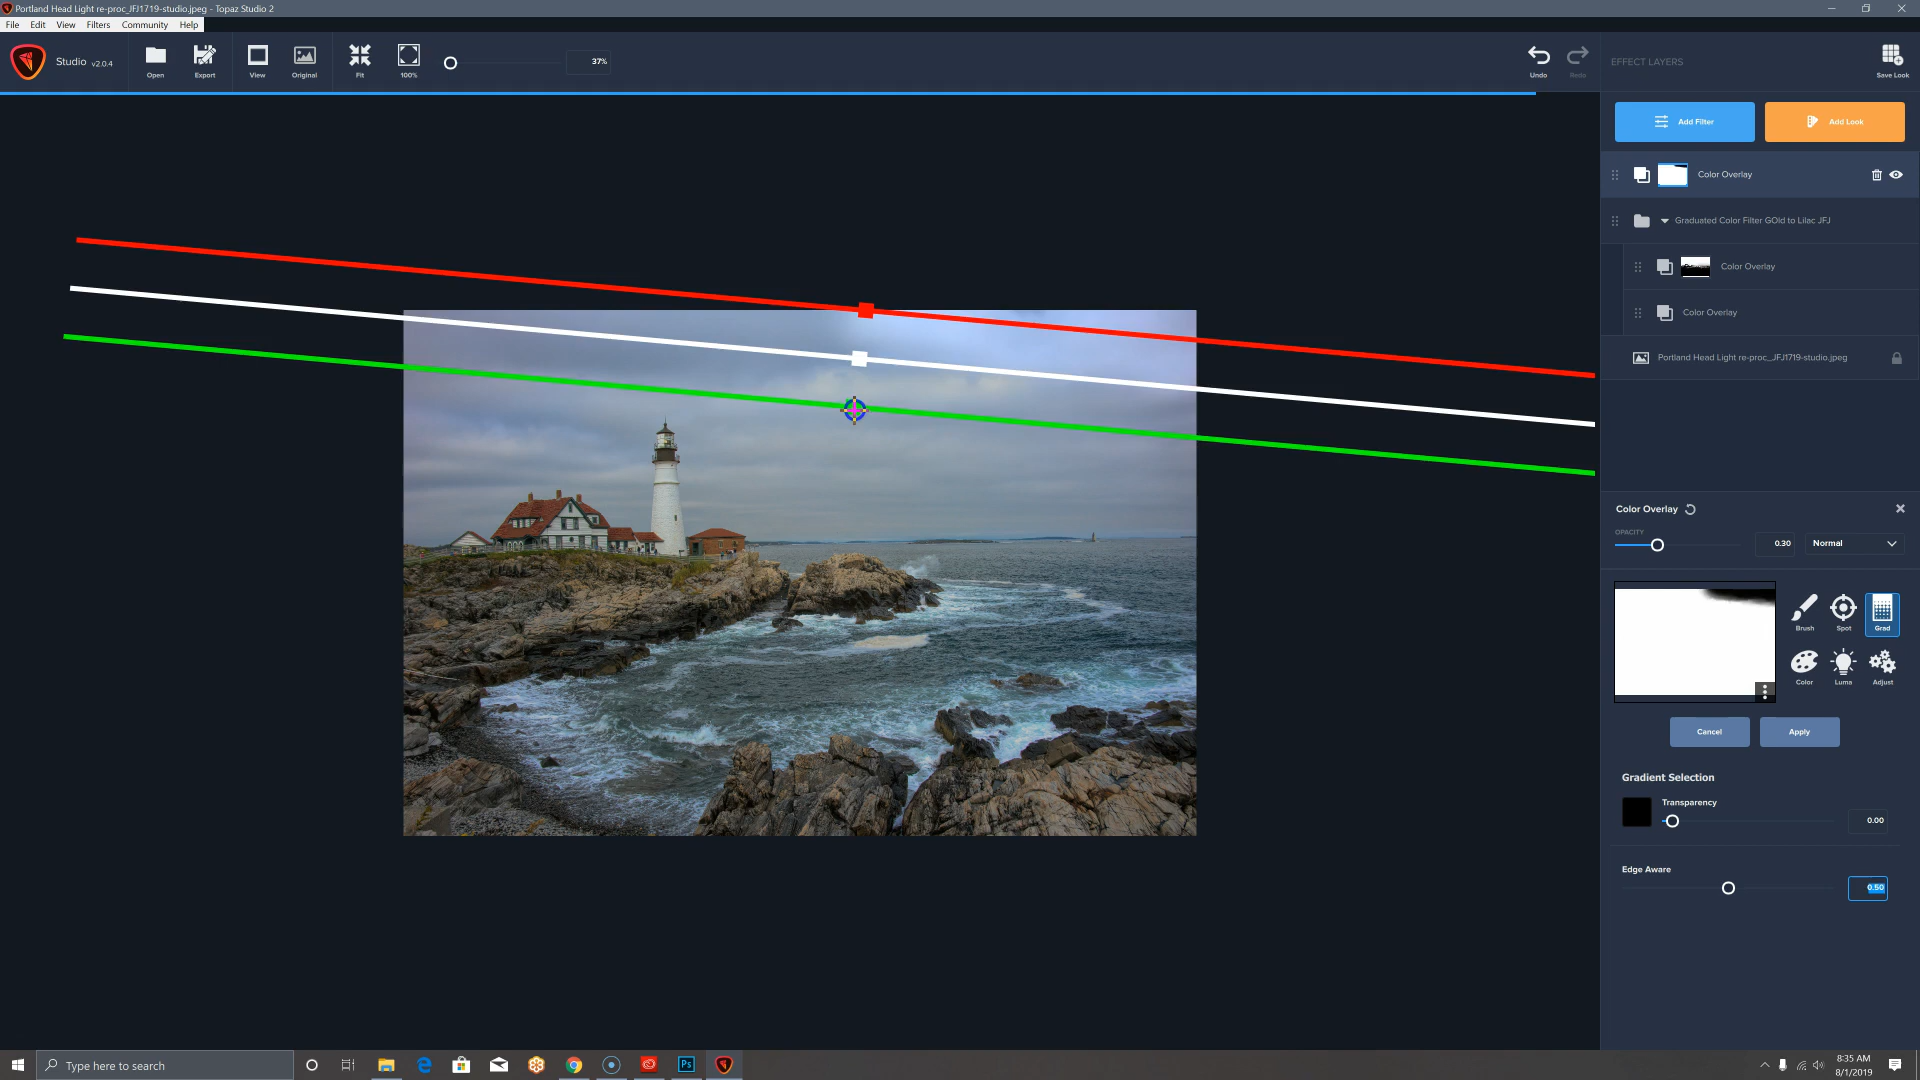 Portland Head Light re-proc_JFJ1719-studio.jpeg - Topaz Studio 2
File Edit View Filters Community Help
Studio v2.0.4
Open
Export
View
Original
Fit
100%
37%
Undo
Redo
EFFECT LAYERS
Save Look
Add Filter
Add Look
Color Overlay
Graduated Color Filter GOld to Lilac JFJ
Color Overlay
Color Overlay
Portland Head Light re-proc_JFJ1719-studio.jpeg
Color Overlay
OPACITY
0.30
Normal
Brush
Spot
Grad
Color
Luma
Adjust
Cancel
Apply
Gradient Selection
Transparency
0.00
Edge Aware
0.50
Type here to search
Ps
8:35 AM
8/1/2019